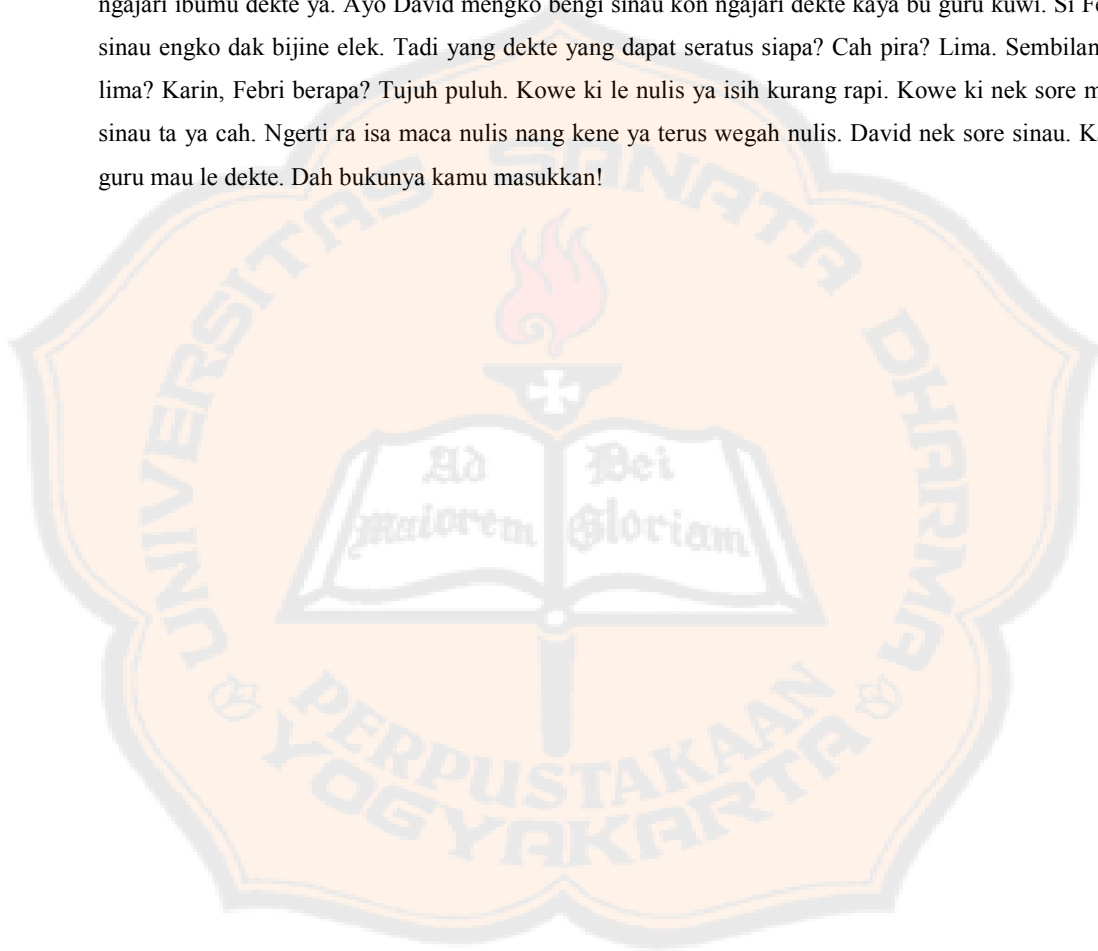 ngajari ibumu dekte ya. Ayo David mengko bengi sinau kon ngajari dekte kaya bu guru kuwi. Si
sinau engko dak bijine elek. Tadi yang dekte yang dapat seratus siapa? Cah pira? Lima. Sembilan
lima? Karin, Febri berapa? Tujuh puluh. Kowe ki le nulis ya isih kurang rapi. Kowe ki nek sore
sinau ta ya cah. Ngerti ra isa maca nulis nang kene ya terus wegah nulis. David nek sore sinau.
guru mau le dekte. Dah bukunya kamu masukkan!
UNIVERSITAS SANATA DHARMA
Ad Dei
Maiorem Gloriam
PERPUSTAKAAN
YOGYAKARTA